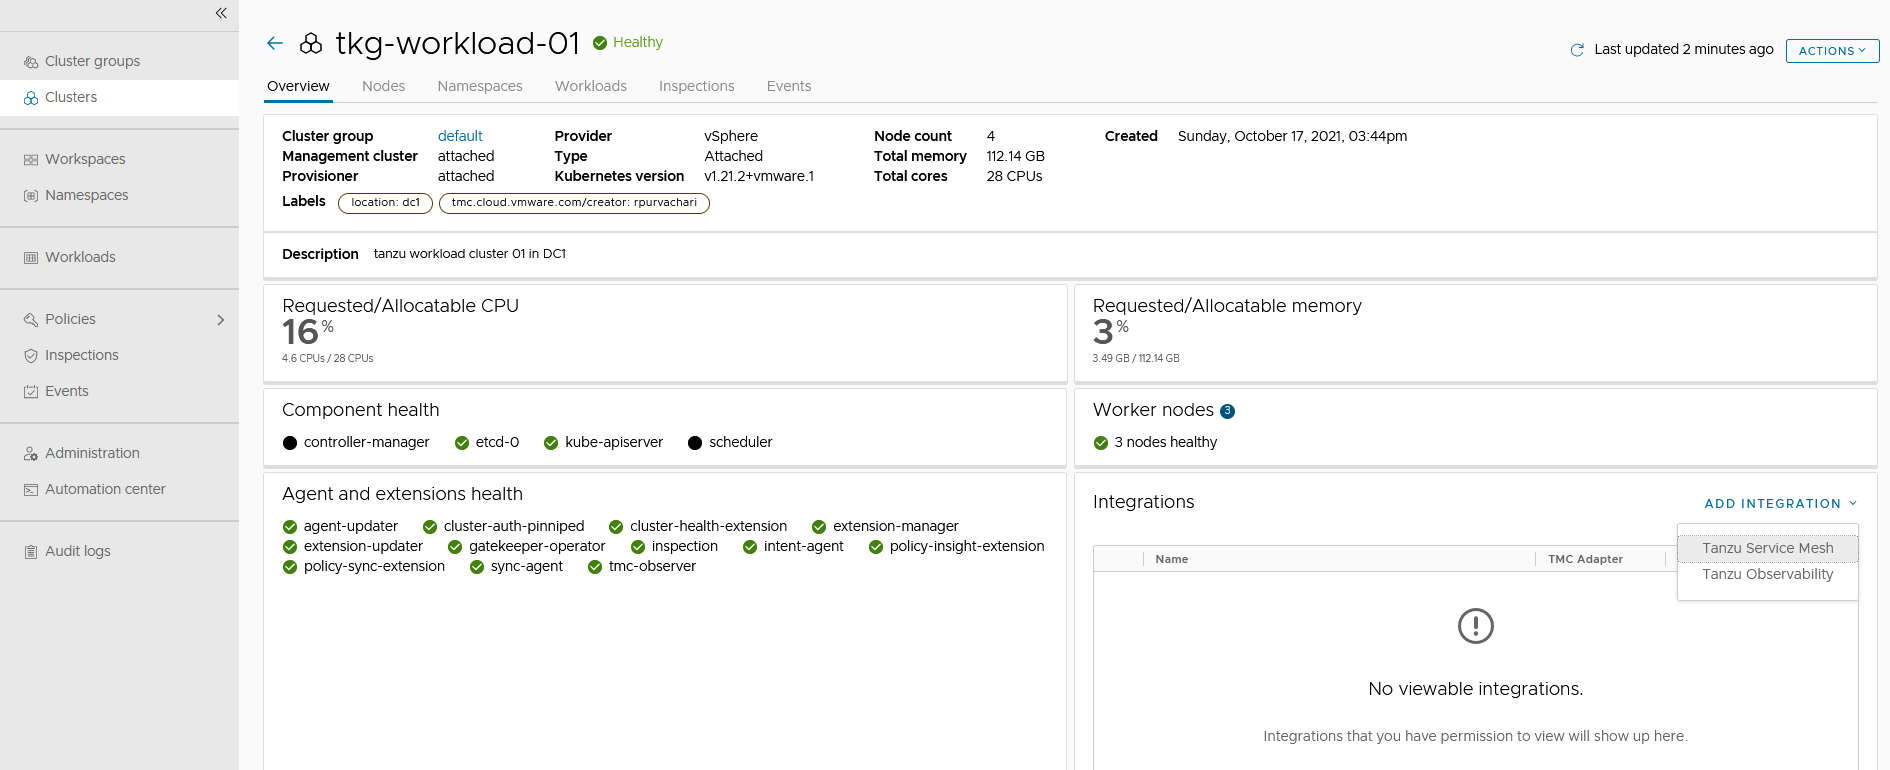 Cluster groups
Clusters
Workspaces
Namespaces
Workloads
Policies
Inspections
Events
Administration
Automation center
Audit logs
tkg-workload-01 Healthy
Last updated 2 minutes ago ACTIONS
Overview Nodes Namespaces Workloads Inspections Events
Cluster group default Provider vSphere Node count 4 Created Sunday, October 17, 2021, 03:44pm
Management cluster attached Type Attached Total memory 112.14 GB
Provisioner attached Kubernetes version v1.21.2+vmware.1 Total cores 28 CPUs
Labels location: dc1 tmc.cloud.vmware.com/creator: rpurvachari
Description tanzu workload cluster 01 in DC1
Requested/Allocatable CPU
16 %
4.6 CPUs / 28 CPUs
Requested/Allocatable memory
3 %
3.49 GB / 112.14 GB
Component health
controller-manager etcd-0 kube-apiserver scheduler
Worker nodes 3
3 nodes healthy
Agent and extensions health
agent-updater cluster-auth-pinniped cluster-health-extension extension-manager
extension-updater gatekeeper-operator inspection intent-agent policy-insight-extension
policy-sync-extension sync-agent tmc-observer
Integrations ADD INTEGRATION
Tanzu Service Mesh
Tanzu Observability
Name TMC Adapter
No viewable integrations.
Integrations that you have permission to view will show up here.